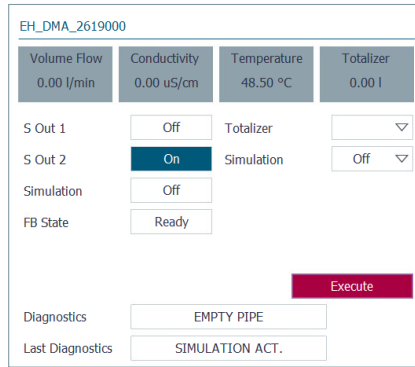 EH_DMA_2619000
Volume Flow Conductivity Temperature Totalizer
0.00 l/min 0.00 uS/cm 48.50 °C 0.00 l
S Out 1 Off Totalizer
S Out 2 On Simulation Off
Simulation Off
FB State Ready
Execute
Diagnostics EMPTY PIPE
Last Diagnostics SIMULATION ACT.